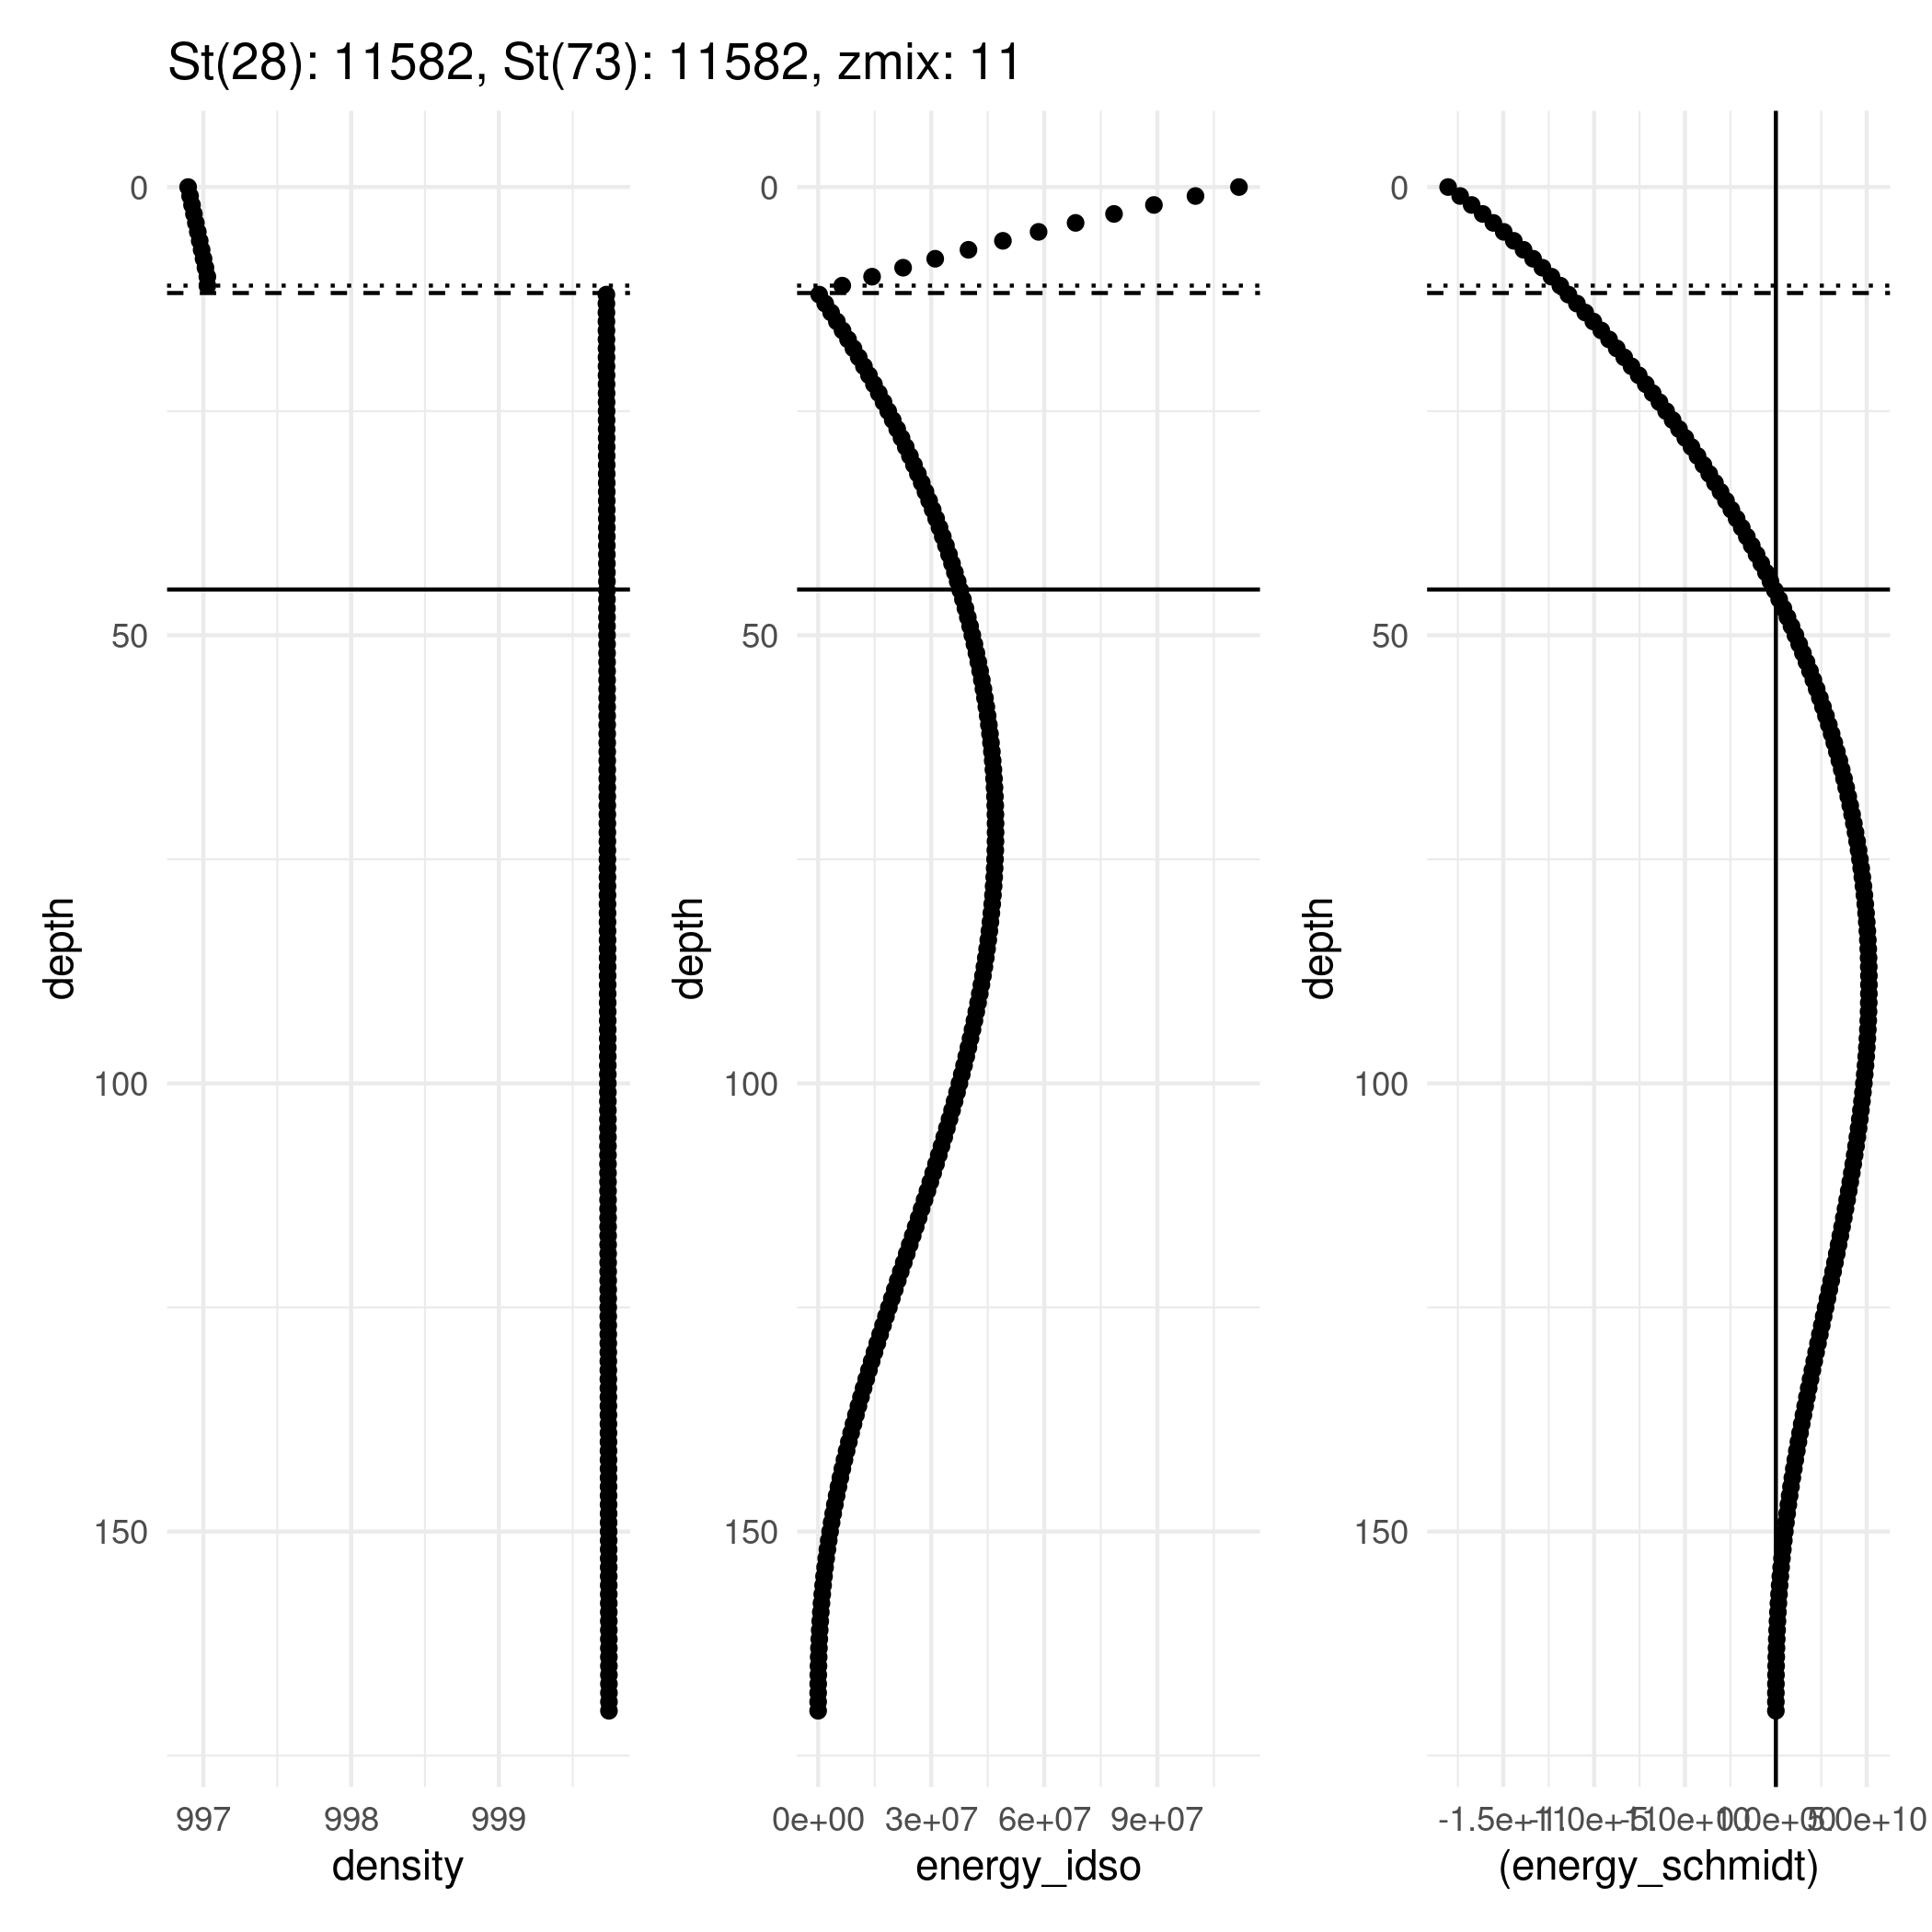 St(28): 11582, St(73): 11582, zmix: 11
0
50
100
150
depth
997 998 999
density
0
50
100
150
depth
0e+00 3e+07 6e+07 9e+07
energy_idso
0
50
100
150
depth
(energy_schmidt)